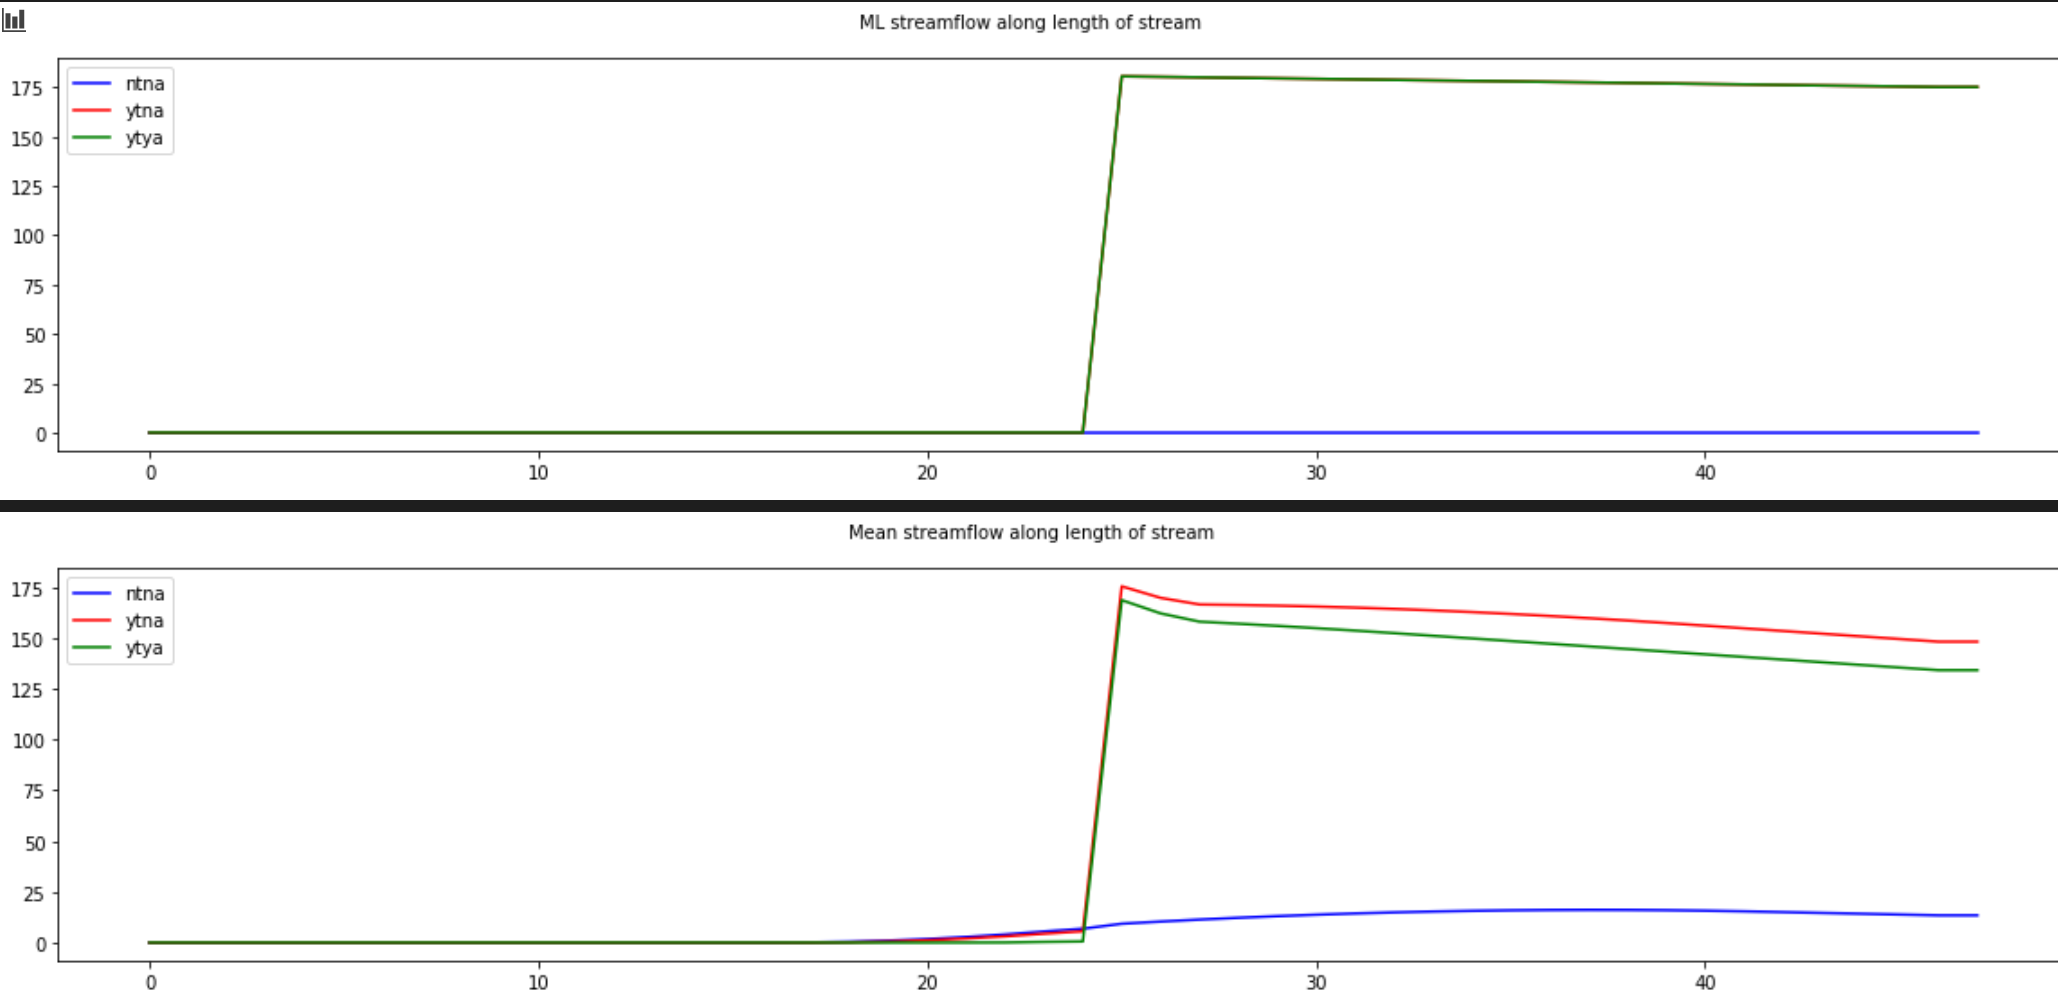 ML streamflow along length of stream
ntna
ytna
ytya
175
150
125
100
75
50
25
0
0 10 20 30 40
Mean streamflow along length of stream
ntna
ytna
ytya
175
150
125
100
75
50
25
0
0 10 20 30 40